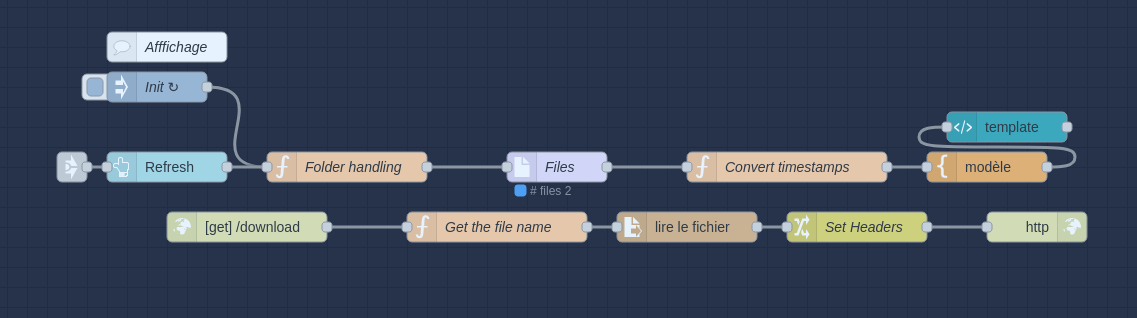 Afffichage
Init ↻
template
Refresh
Folder handling
Files
Convert timestamps
modèle
# files 2
[get] /download
Get the file name
lire le fichier
Set Headers
http